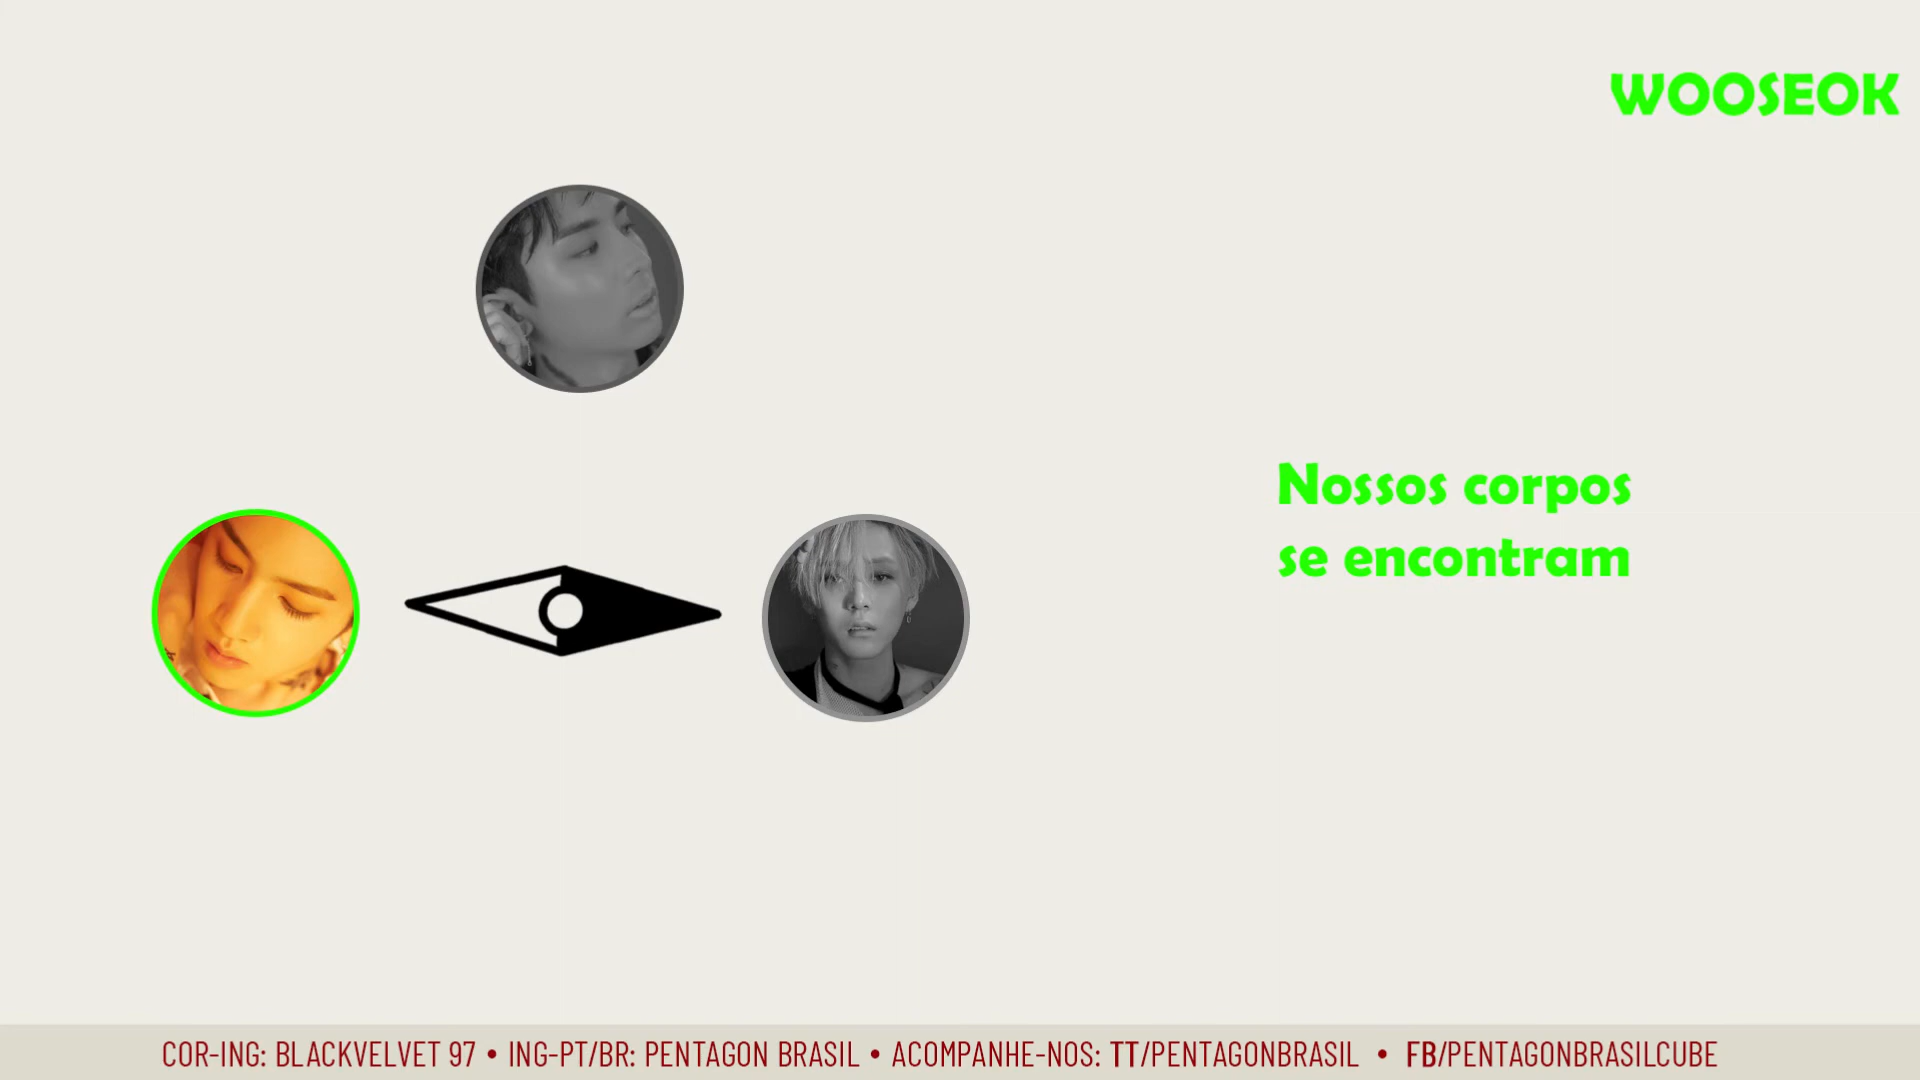 WOOSEOK
Nossos corpos
se encontram
COR-ING: BLACKVELVET 97 • ING-PT/BR: PENTAGON BRASIL • ACOMPANHE-NOS: TT/PENTAGONBRASIL • FB/PENTAGONBRASILCUBE